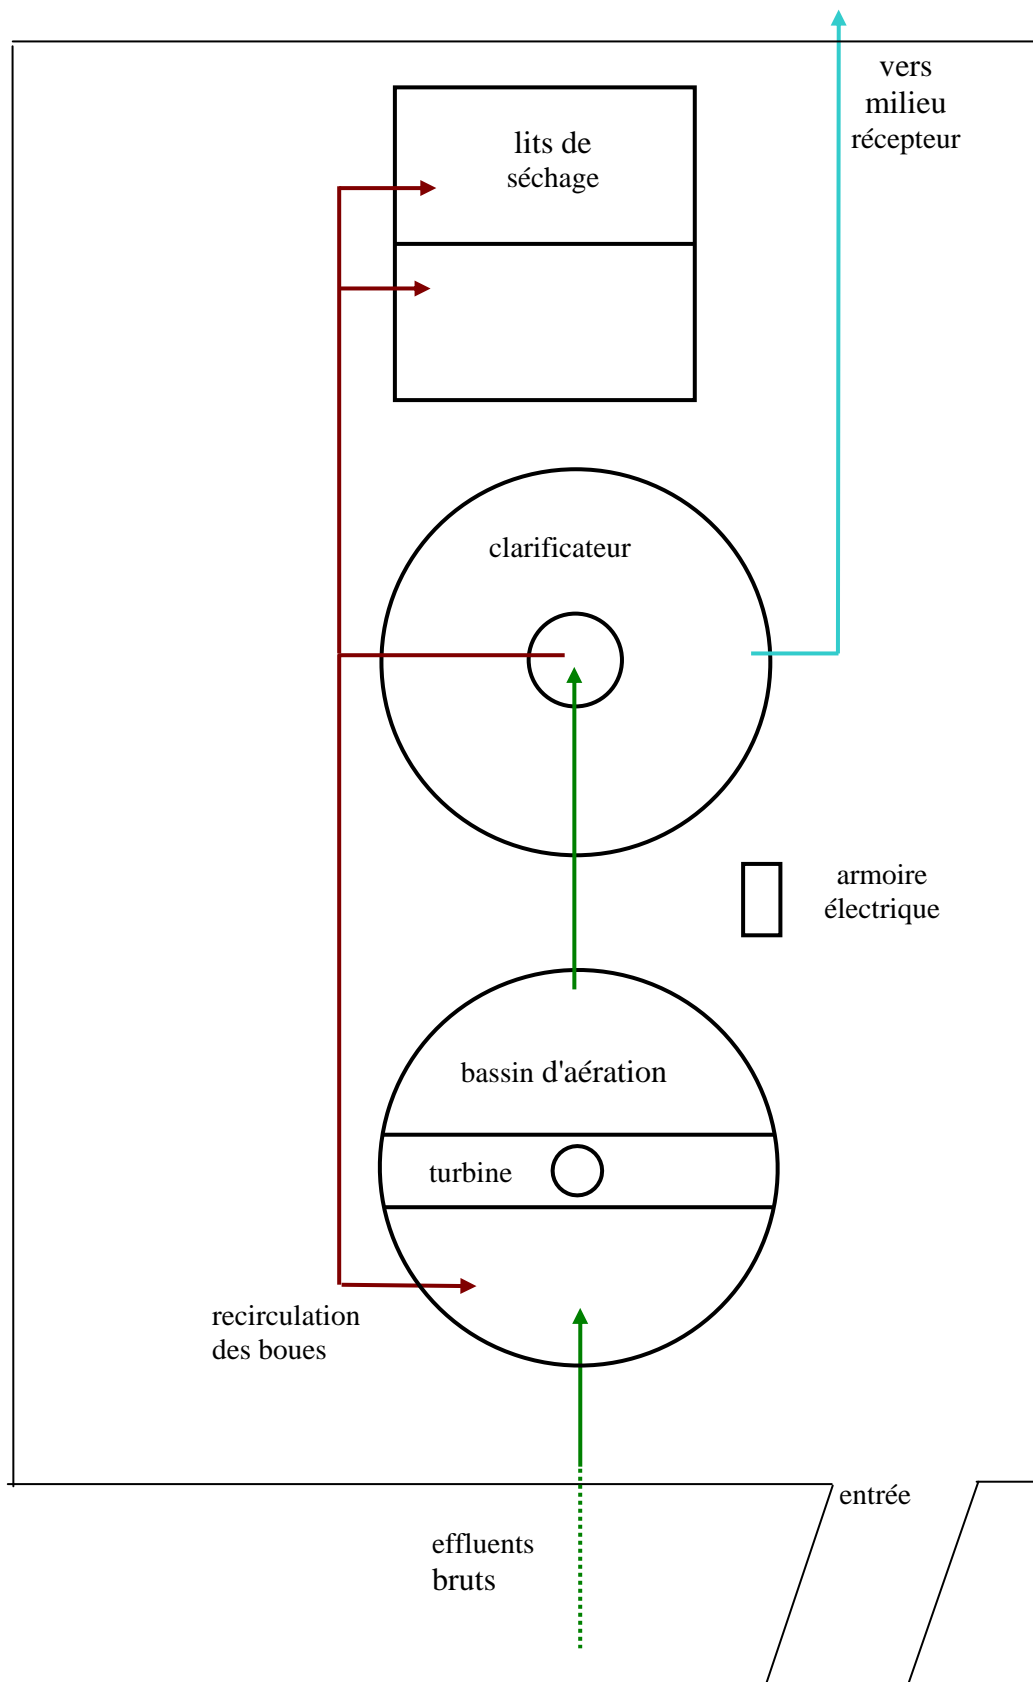 vers
milieu
récepteur
lits de
séchage
clarificateur
armoire
électrique
bassin d'aération
turbine
recirculation
des boues
entrée
effluents
bruts